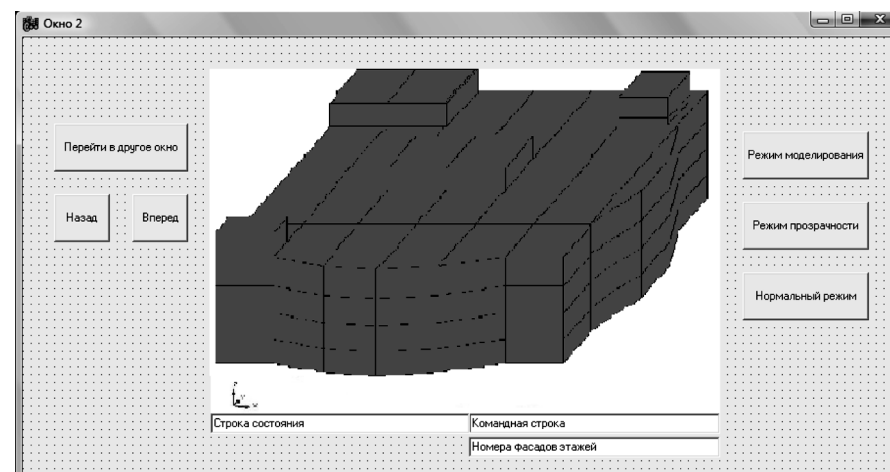 Окно 2
Перейти в другое окно
Назад
Вперед
Режим моделирования
Режим прозрачности
Нормальный режим
Строка состояния
Командная строка
Номера фасадов этажей